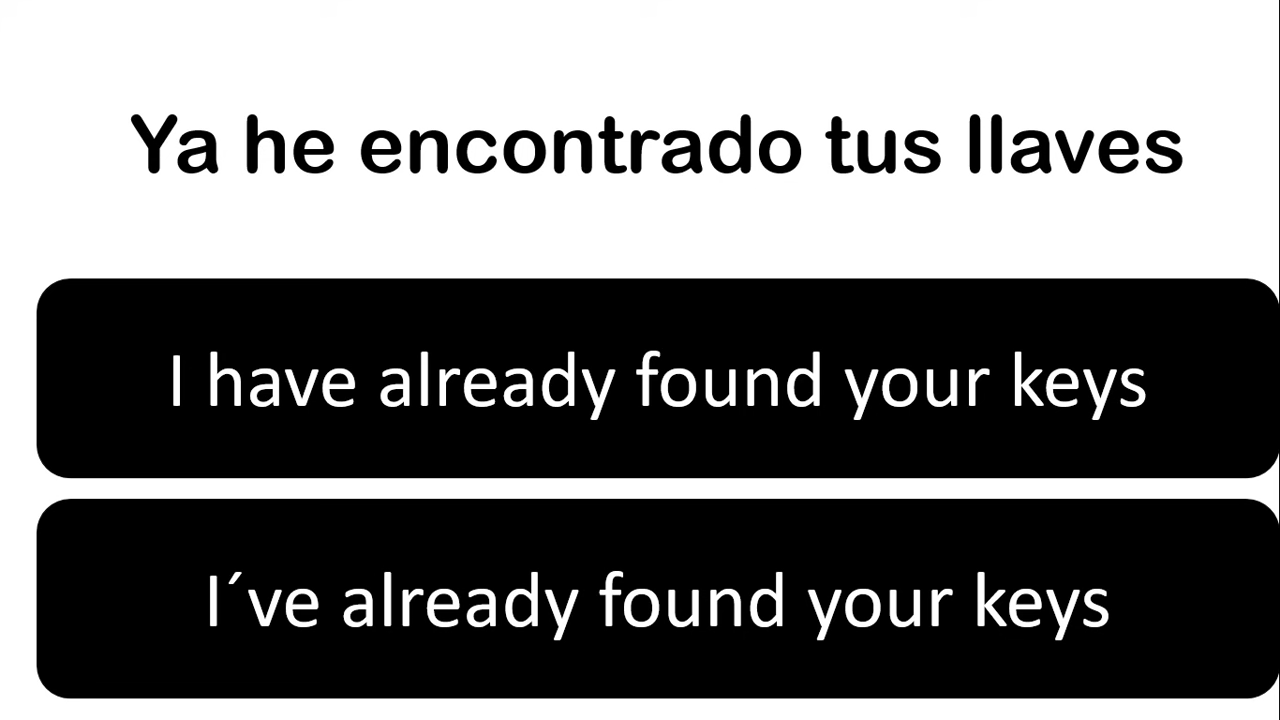 Ya he encontrado tus llaves
I have already found your keys
I´ve already found your keys